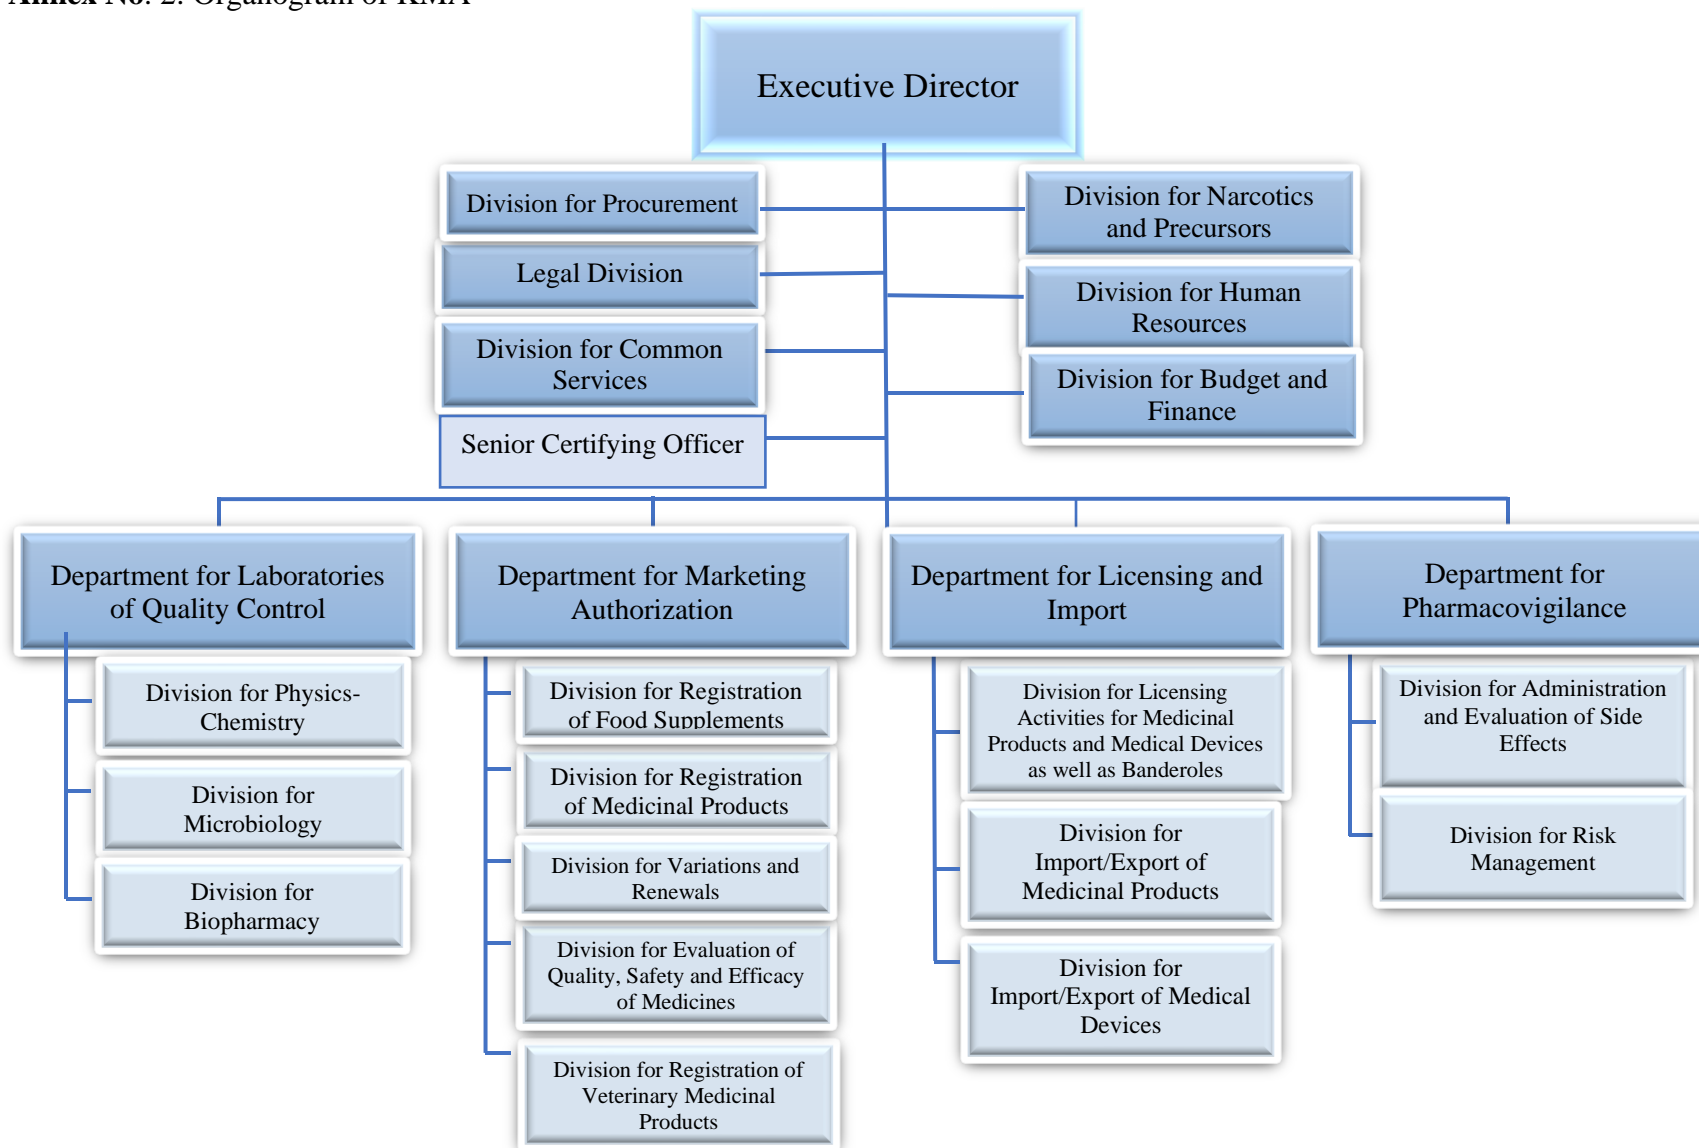 Annex No. 2: Organogram of KMA
Executive Director
Division for Procurement
Division for Narcotics
and Precursors
Legal Division
Division for Human
Resources
Division for Common
Services
Division for Budget and
Finance
Senior Certifying Officer
Department for Laboratories
of Quality Control
Department for Marketing
Authorization
Department for Licensing and
Import
Department for
Pharmacovigilance
Division for Physics-
Chemistry
Division for
Microbiology
Division for
Biopharmacy
Division for Registration
of Food Supplements
Division for Registration
of Medicinal Products
Division for Variations and
Renewals
Division for Evaluation of
Quality, Safety and Efficacy
of Medicines
Division for Registration of
Veterinary Medicinal
Products
Division for Licensing
Activities for Medicinal
Products and Medical Devices
as well as Banderoles
Division for
Import/Export of
Medicinal Products
Division for
Import/Export of Medical
Devices
Division for Administration
and Evaluation of Side
Effects
Division for Risk
Management